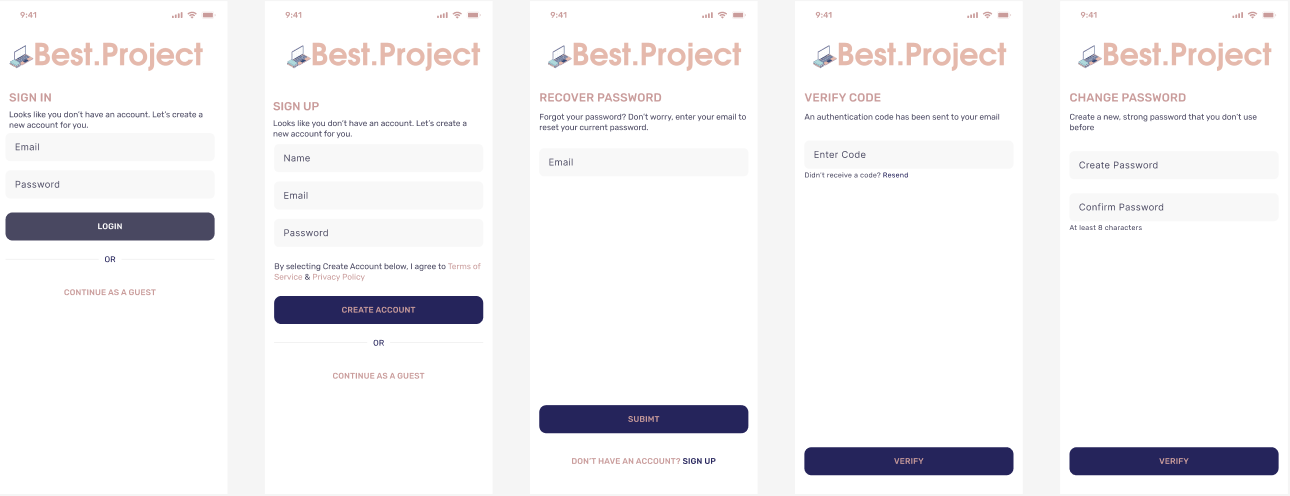 9:41
Best.Project
SIGN IN
Looks like you don't have an account. Let's create a
new account for you.
Email
Password
LOGIN
OR
CONTINUE AS A GUEST
9:41
Best.Project
SIGN UP
Looks like you don't have an account. Let's create a
new account for you.
Name
Email
Password
By selecting Create Account below, I agree to Terms of
Service & Privacy Policy
CREATE ACCOUNT
OR
CONTINUE AS A GUEST
9:41
Best.Project
RECOVER PASSWORD
Forgot your password? Don't worry, enter your email to
reset your current password.
Email
SUBIMT
DON'T HAVE AN ACCOUNT? SIGN UP
9:41
Best.Project
VERIFY CODE
An authentication code has been sent to your email
Enter Code
Didn't receive a code? Resend
VERIFY
9:41
Best.Project
CHANGE PASSWORD
Create a new, strong password that you don't use
before
Create Password
Confirm Password
At least 8 characters
VERIFY